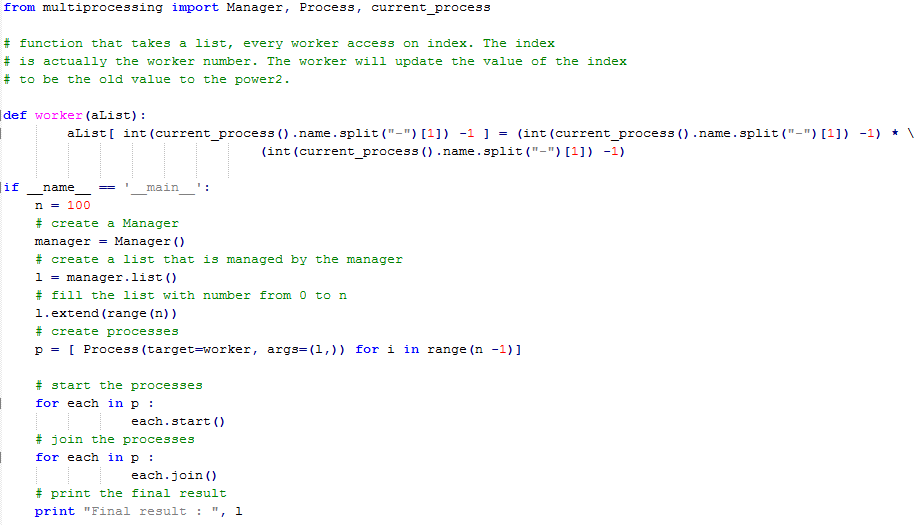 from multiprocessing import Manager, Process, current_process
# function that takes a list, every worker access on index. The index
# is actually the worker number. The worker will update the value of the index
# to be the old value to the power2.
def worker(aList):
aList[ int(current_process().name.split("-")[1]) -1 ] = (int(current_process().name.split("-")[1]) -1) * \
(int(current_process().name.split("-")[1]) -1)
if __name__ == '__main__':
n = 100
# create a Manager
manager = Manager()
# create a list that is managed by the manager
l = manager.list()
# fill the list with number from 0 to n
l.extend(range(n))
# create processes
p = [ Process(target=worker, args=(l,)) for i in range(n -1)]
# start the processes
for each in p :
each.start()
# join the processes
for each in p :
each.join()
# print the final result
print "Final result : ", l